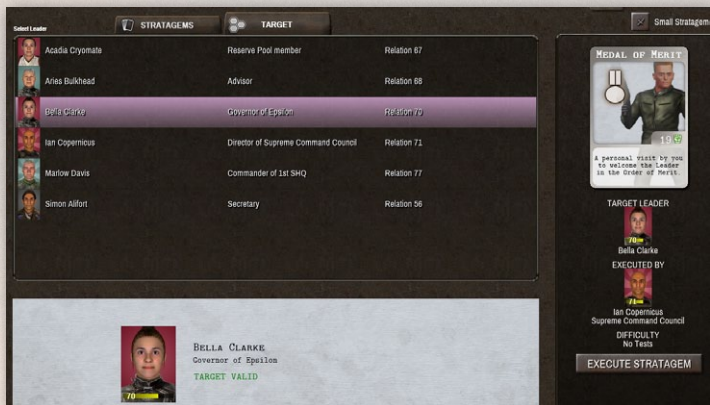 Select Leader
STRATAGEMS
TARGET
Small Stratagem
Acadia Cryomate Reserve Pool member Relation 67
Aries Bulkhead Advisor Relation 68
Bella Clarke Governor of Epsilon Relation 70
Ian Copernicus Director of Supreme Command Council Relation 71
Marlow Davis Commander of 1st SHQ Relation 77
Simon Alifort Secretary Relation 56
MEDAL OF MERIT
A personal visit by you
to welcome the Leader
in the Order of Merit.
TARGET LEADER
70
Bella Clarke
EXECUTED BY
71
Ian Copernicus
Supreme Command Council
DIFFICULTY
No Tests
EXECUTE STRATAGEM
BELLA CLARKE
Governor of Epsilon
TARGET VALID
70